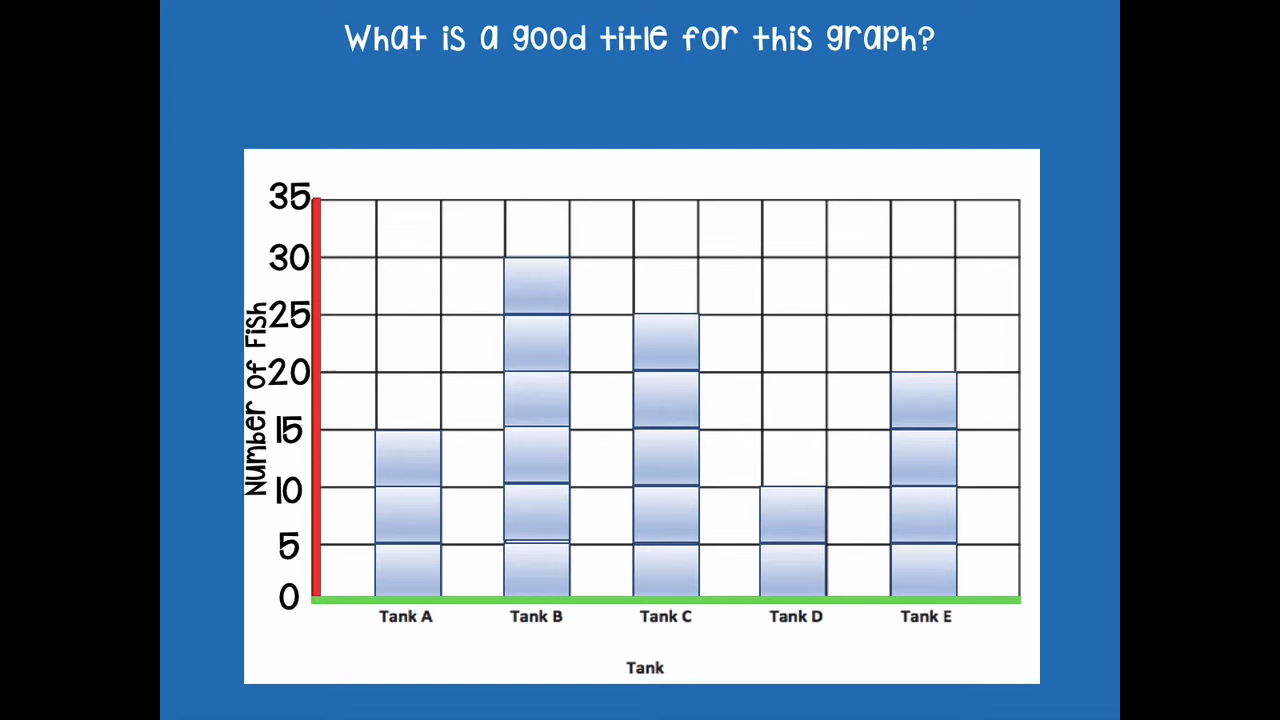 What is a good title for this graph?
35
30
25
20
15
10
5
0
Number of Fish
Tank A Tank B Tank C Tank D Tank E
Tank